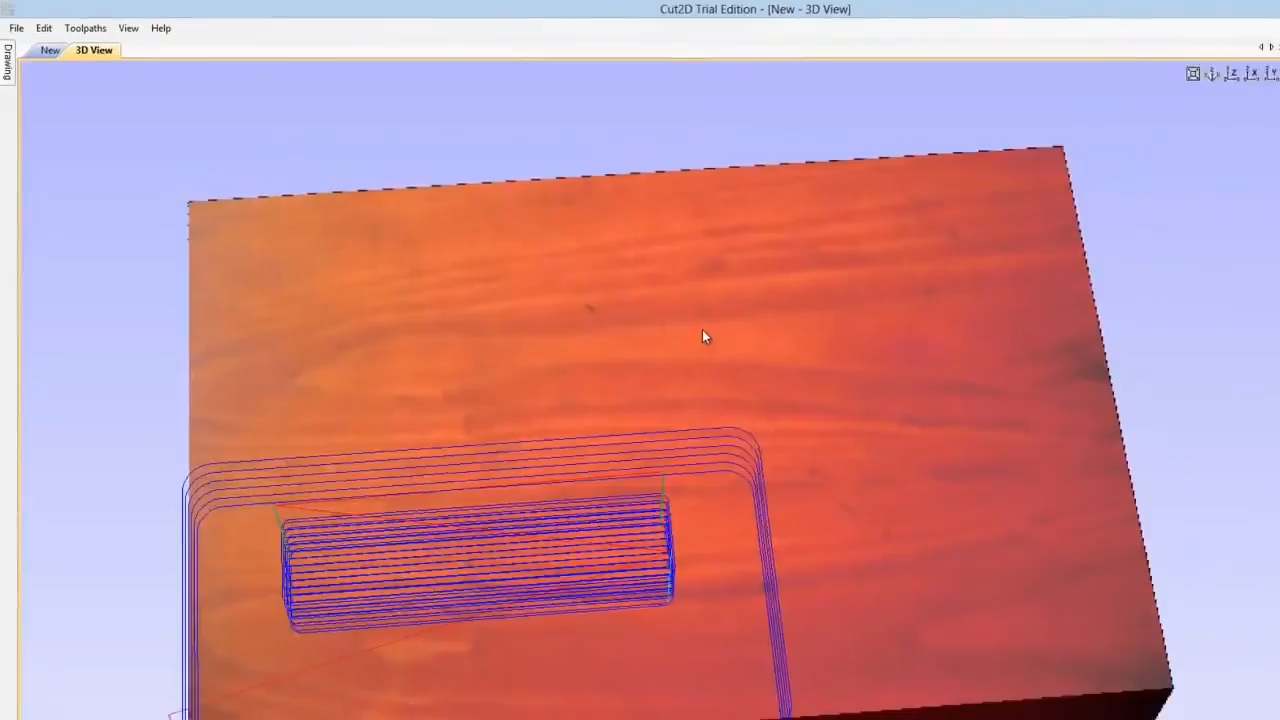 Cut2D Trial Edition - [New - 3D View]
File Edit Toolpaths View Help
New 3D View
Drawing